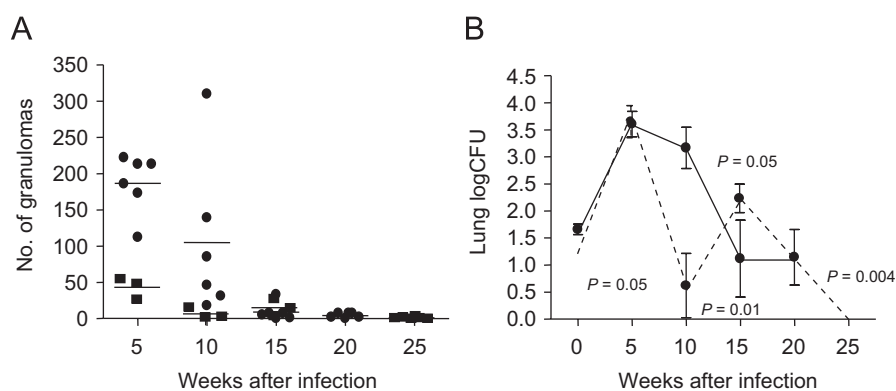 A
No. of granulomas
350
300
250
200
150
100
50
0
5 10 15 20 25
Weeks after infection
B
Lung logCFU
4.5
4.0
3.5
3.0
2.5
2.0
1.5
1.0
0.5
0.0
P = 0.05
P = 0.05
P = 0.01
P = 0.004
0 5 10 15 20 25
Weeks after infection